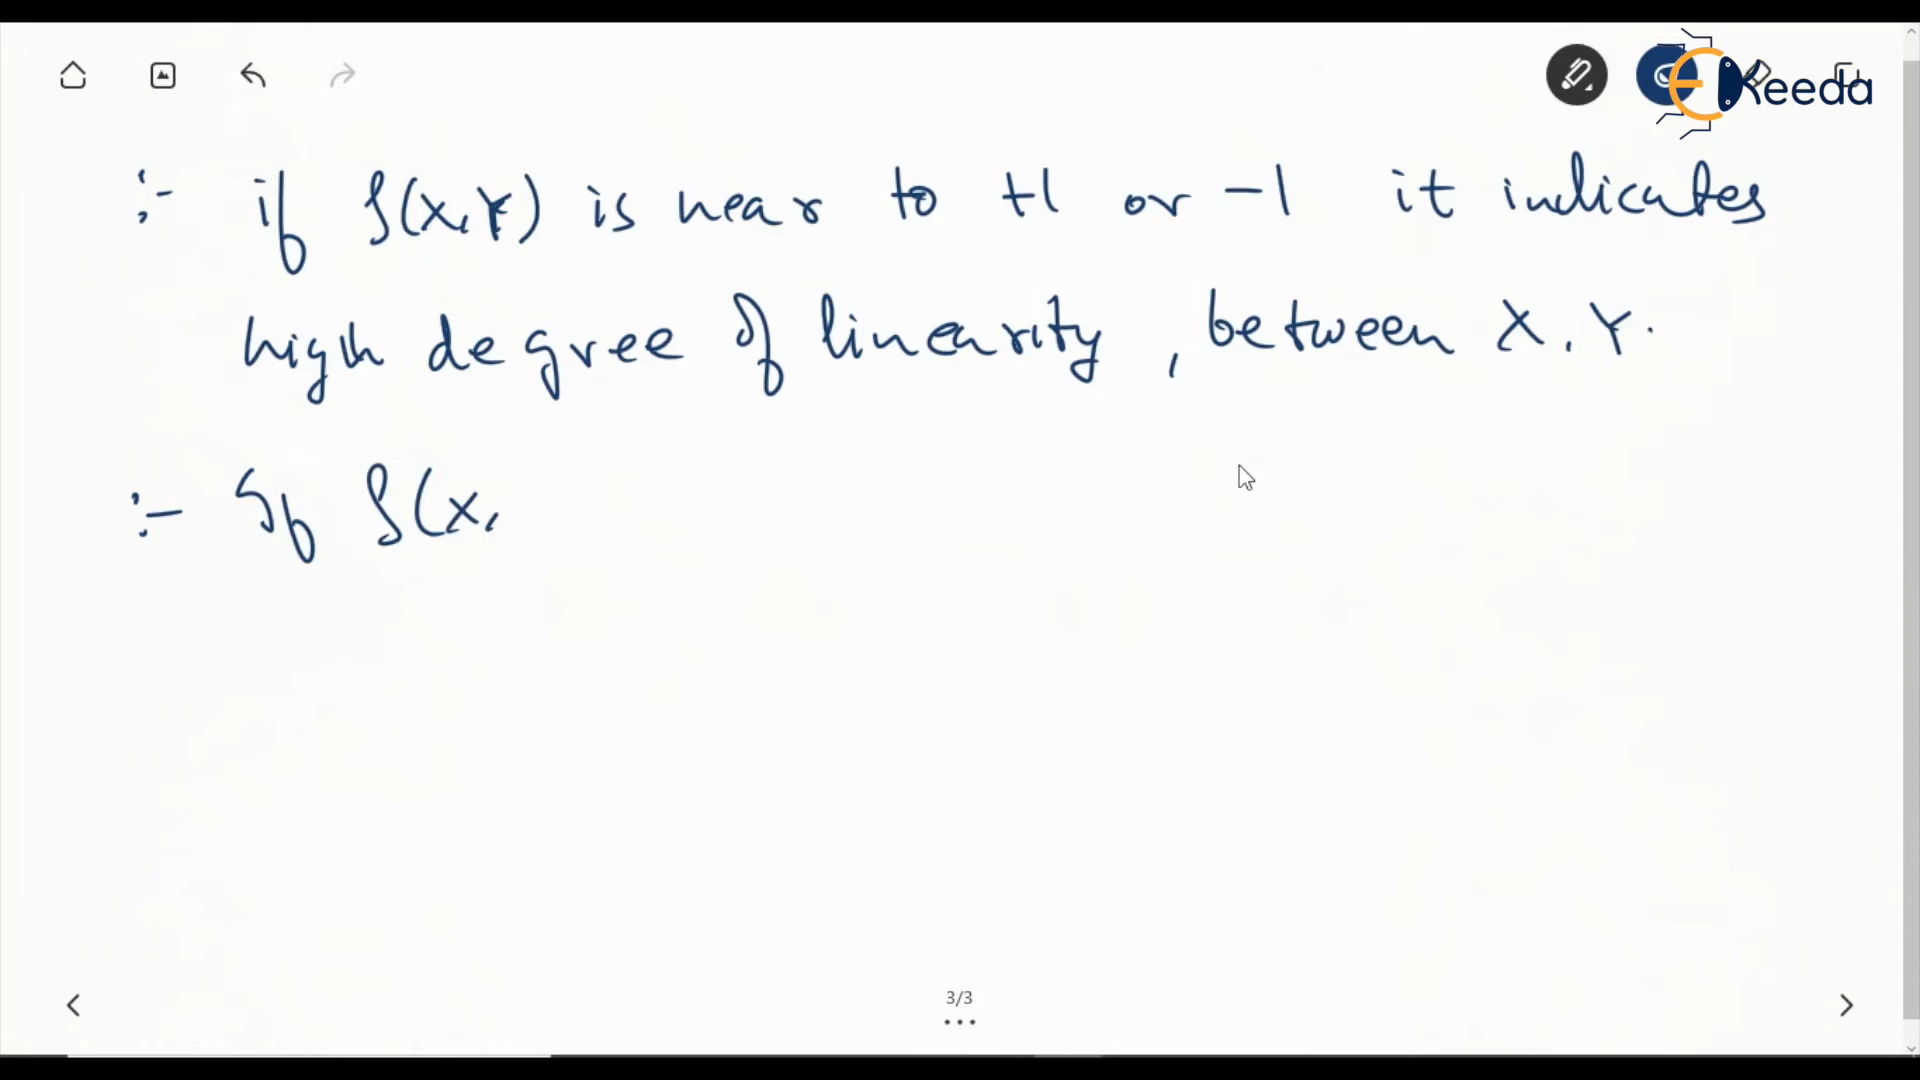 Keeda
:- if ρ(X,Y) is near to +1 or -1 it indicates
high degree of linearity, between X, Y.
:- If ρ(X,
3/3